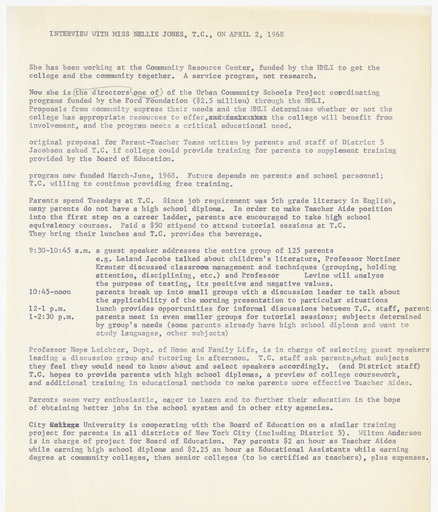 INTERVIEW WITH MISS NELLIE JONES, T.C., ON APRIL 2, 1968
She has been working at the Community Resource Center, funded by the HMLI to get the
college and the community together. A service program, not research.
Now she is (the directors one of) of the Urban Community Schools Project coordinating
programs funded by the Ford Foundation ($2.5 million) through the HMLI.
Proposals from community express their needs and the HMLI determines whether or not the
college has appropriate resources to offer, the college will benefit from
involvement, and the program meets a critical educational need.
original proposal for Parent-Teacher Teams written by parents and staff of District 5
Jacobson asked T.C. if college could provide training for parents to supplement training
provided by the Board of Education.
program now funded March-June, 1968. Future depends on parents and school personnel;
T.C. willing to continue providing free training.
Parents spend Tuesdays at T.C. Since job requirement was 5th grade literacy in English,
many parents do not have a high school diploma. In order to make Teacher Aide position
into the first step on a career ladder, parents are encouraged to take high school
equivalency courses. Paid a $50 stipend to attend tutorial sessions at T.C.
They bring their lunches and T.C. provides the beverage.
9:30-10:45 a.m. a guest speaker addresses the entire group of 125 parents
e.g. Leland Jacobs talked about children's literature, Professor Mortimer
Kreuter discussed classroom management and techniques (grouping, holding
attention, disciplining, etc.) and Professor Levine will analyse
the purpose of testing, its positive and negative values.
10:45-noon parents break up into small groups with a discussion leader to talk about
the applicability of the morning presentation to particular situations
12-1 p.m. lunch provides opportunities for informal discussions between T.C. staff, parent
1-2:30 p.m. parents meet in even smaller groups for tutorial sessions; subjects determined
by group's needs (some parents already have high school diploma and want to
study languages, other subjects)
Professor Hope Leichter, Dept. of Home and Family Life, is in charge of selecting guest speakers
leading a discussion group and tutoring in afternoon. T.C. staff ask parents what subjects
they feel they would need to know about and select speakers accordingly. (and District staff)
T.C. hopes to provide parents with high school diplomas, a preview of college coursework,
and additional training in educational methods to make parents more effective Teacher Aides.
Parents seem very enthusiastic, eager to learn and to further their education in the hope
of obtaining better jobs in the school system and in other city agencies.
City University is cooperating with the Board of Education on a similar training
project for parents in all districts of New York City (including District 5). Wilton Anderson
is in charge of project for Board of Education. Pay parents $2 an hour as Teacher Aides
while earning high school diploma and $2.25 an hour as Educational Assistants while earning
degree at community colleges, then senior colleges (to be certified as teachers), plus expenses.